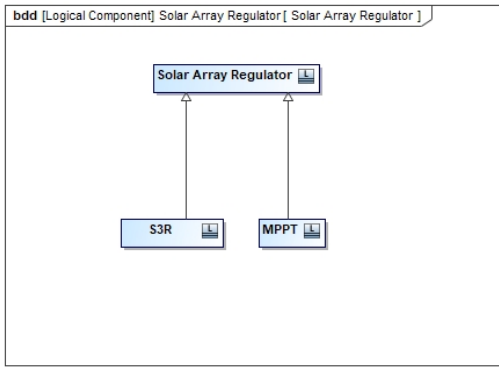 bdd [Logical Component] Solar Array Regulator [ Solar Array Regulator ]
Solar Array Regulator L
S3R L
MPPT L